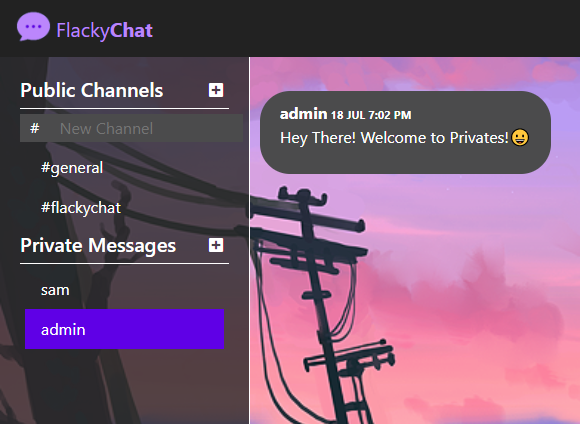 FlackyChat
Public Channels
# New Channel
#general
#flackychat
Private Messages
sam
admin
admin 18 JUL 7:02 PM
Hey There! Welcome to Privates!😀